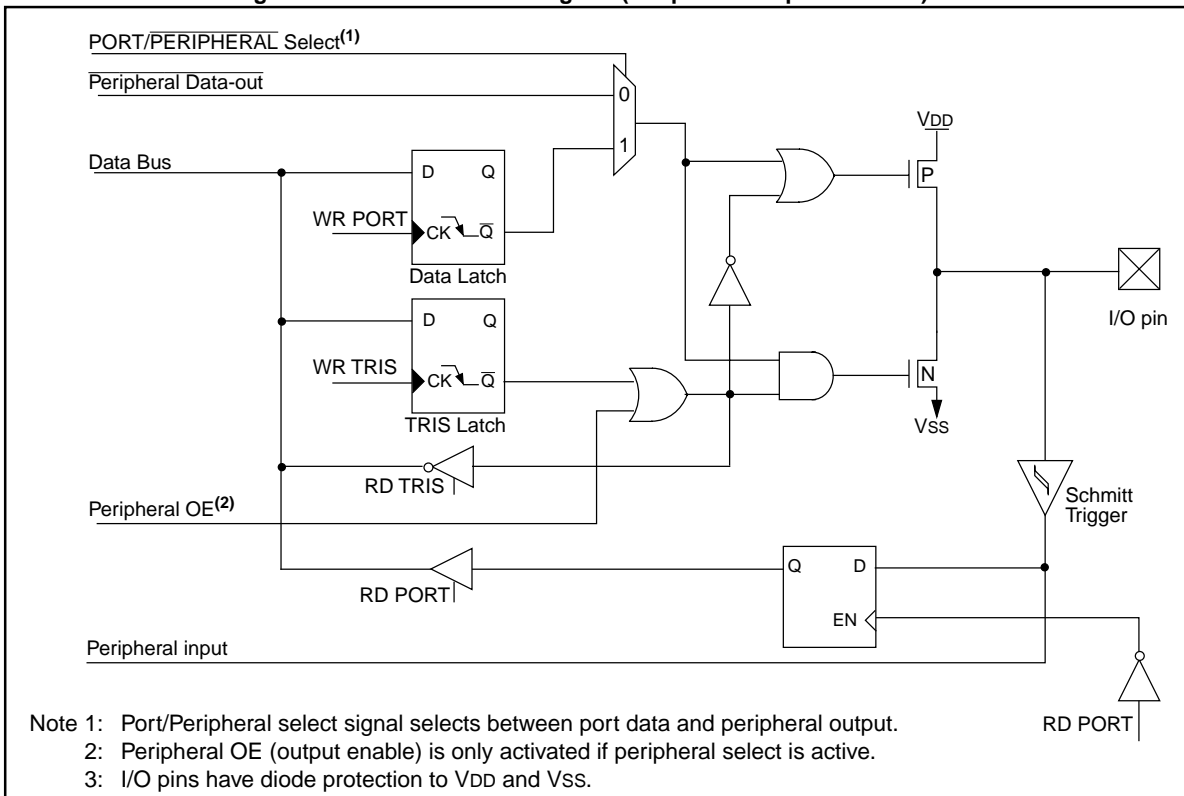 PORT/PERIPHERAL Select(1)
Peripheral Data-out
0
1
VDD
P
Data Bus
D Q
WR PORT
CK Q
Data Latch
I/O pin
D Q
WR TRIS
CK Q
TRIS Latch
N
VSS
RD TRIS
Schmitt
Trigger
Peripheral OE(2)
Q D
RD PORT
EN
Peripheral input
RD PORT
Note 1: Port/Peripheral select signal selects between port data and peripheral output.
2: Peripheral OE (output enable) is only activated if peripheral select is active.
3: I/O pins have diode protection to VDD and VSS.